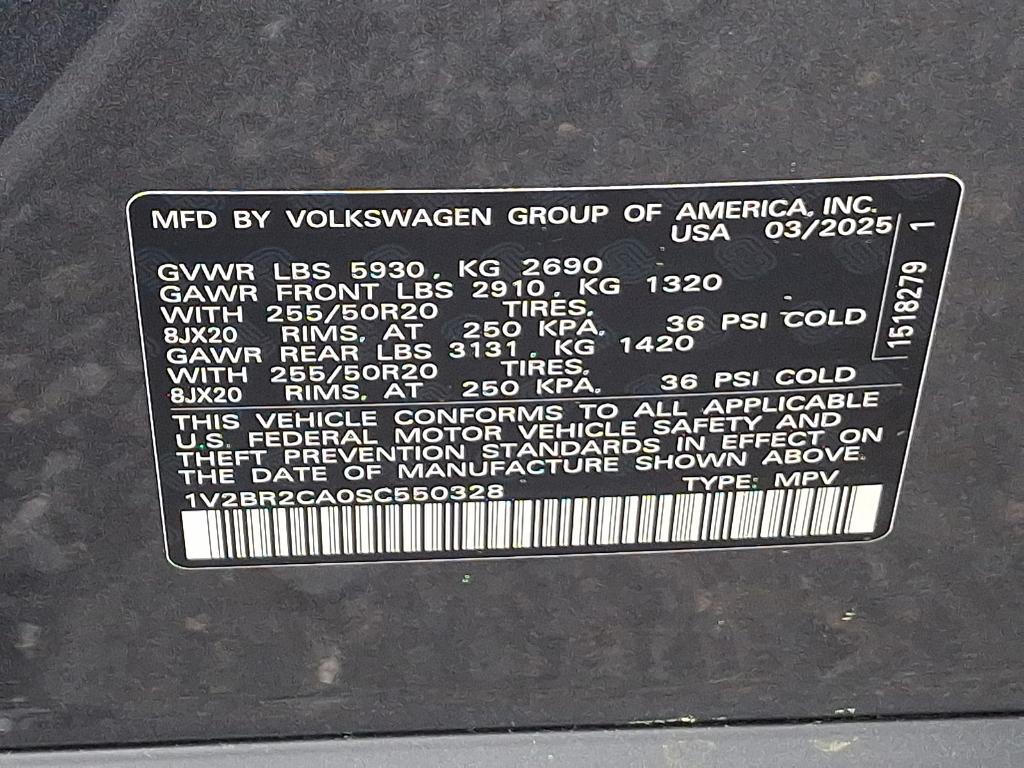 MFD BY VOLKSWAGEN GROUP OF AMERICA, INC.
USA 03/2025
GVWR LBS 5930, KG 2690
GAWR FRONT LBS 2910, KG 1320
WITH 255/50R20 TIRES,
8JX20 RIMS, AT 250 KPA, 36 PSI COLD
GAWR REAR LBS 3131, KG 1420
WITH 255/50R20 TIRES,
8JX20 RIMS, AT 250 KPA, 36 PSI COLD
THIS VEHICLE CONFORMS TO ALL APPLICABLE
U.S. FEDERAL MOTOR VEHICLE SAFETY AND
THEFT PREVENTION STANDARDS IN EFFECT ON
THE DATE OF MANUFACTURE SHOWN ABOVE.
1V2BR2CA0SC550328 TYPE: MPV
1518279 1